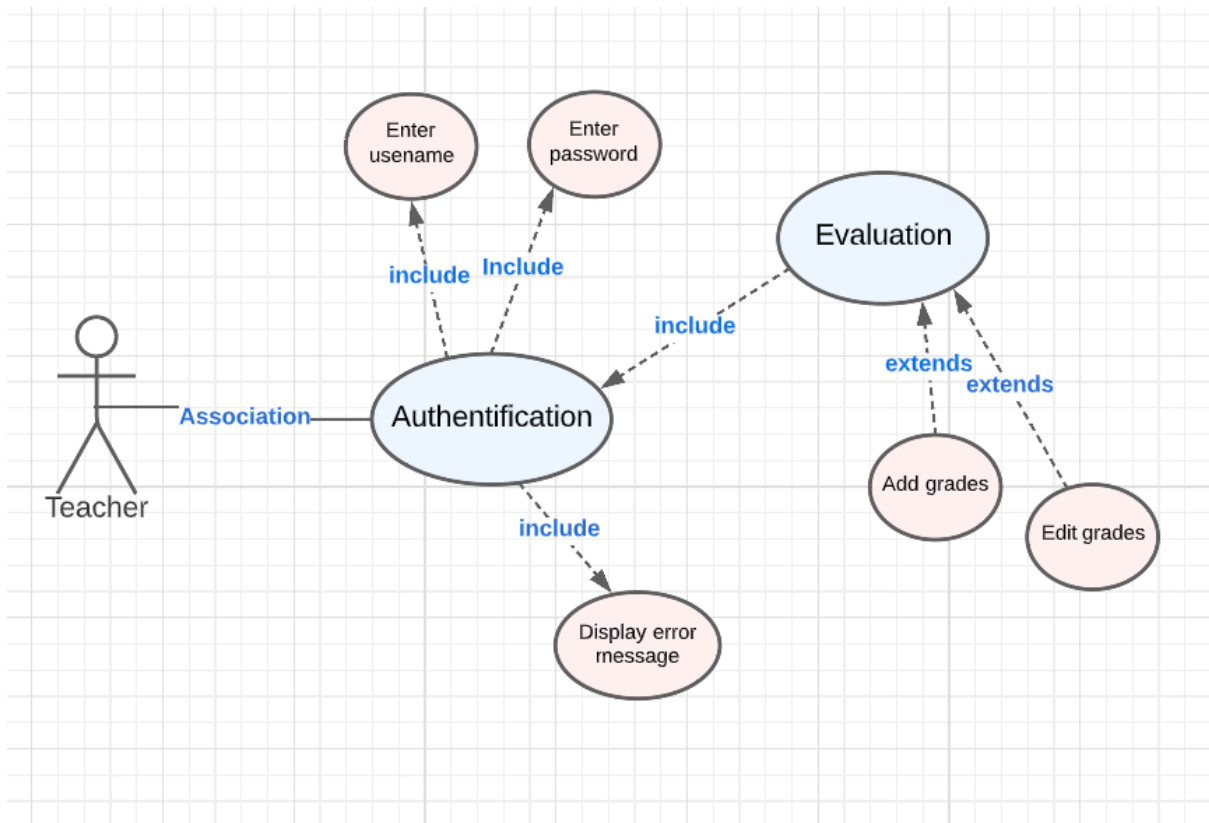 Enter
usename
Enter
password
Evaluation
include
Include
include
extends
extends
Association
Authentification
Add grades
Teacher
include
Edit grades
Display error
message